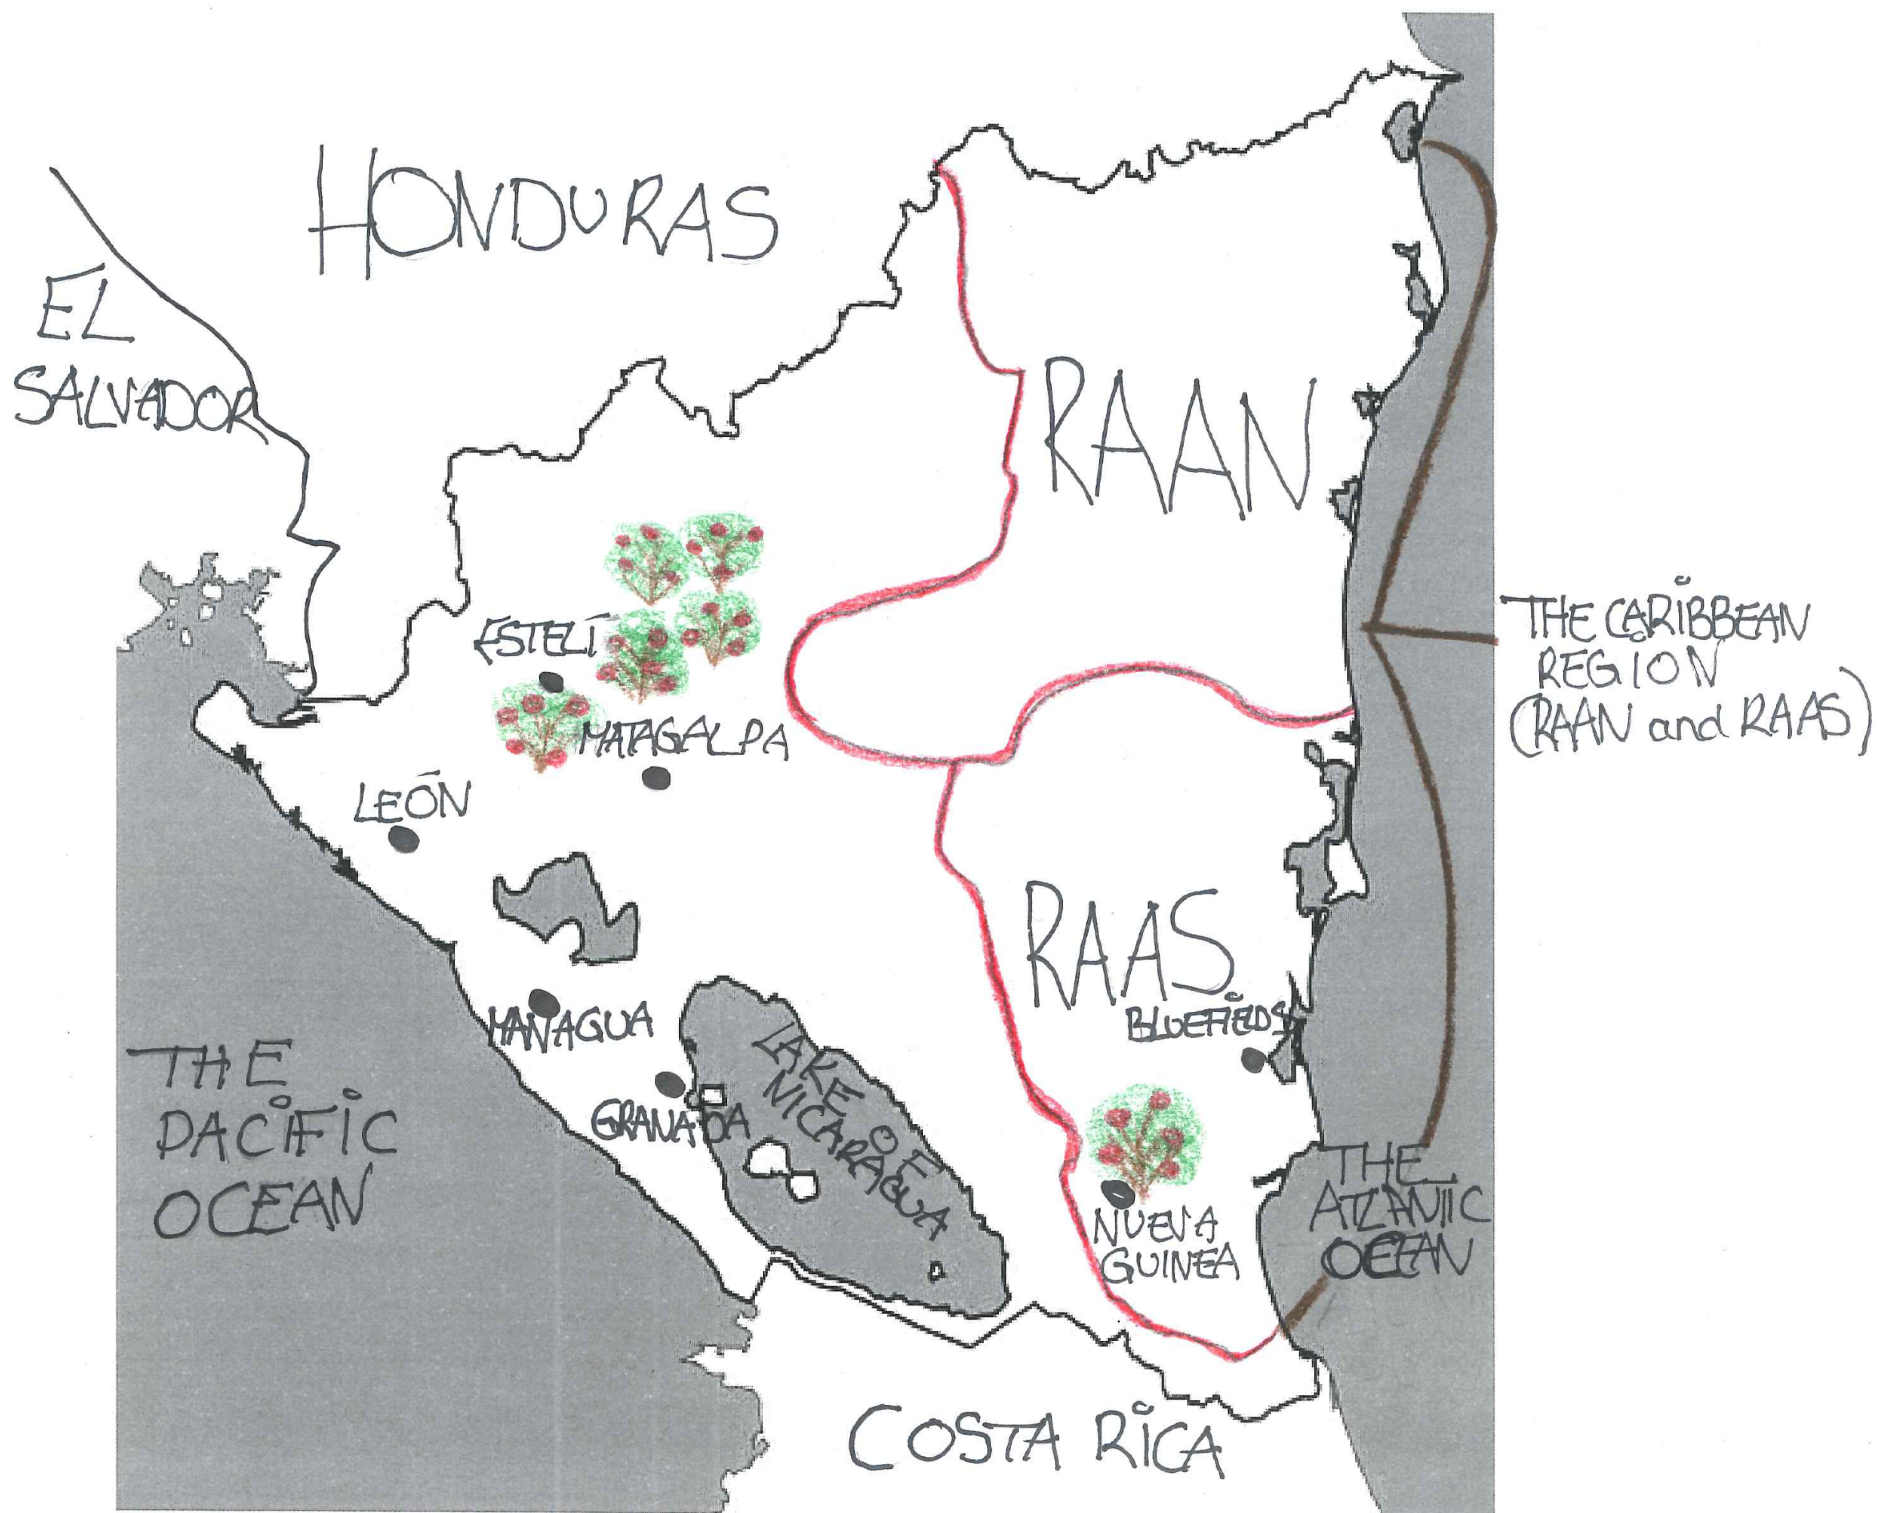 HONDURAS
EL
SALVADOR
RAAN
ESTELÍ
MATAGALPA
LEÓN
THE CARIBBEAN
REGION
(RAAN and RAAS)
RAAS
BLUEFIEDS
MANAGUA
GRANADA
LAKE OF
NICARAGUA
THE
PACIFIC
OCEAN
NUEVA
GUINEA
THE
ATLANTIC
OCEAN
COSTA RICA